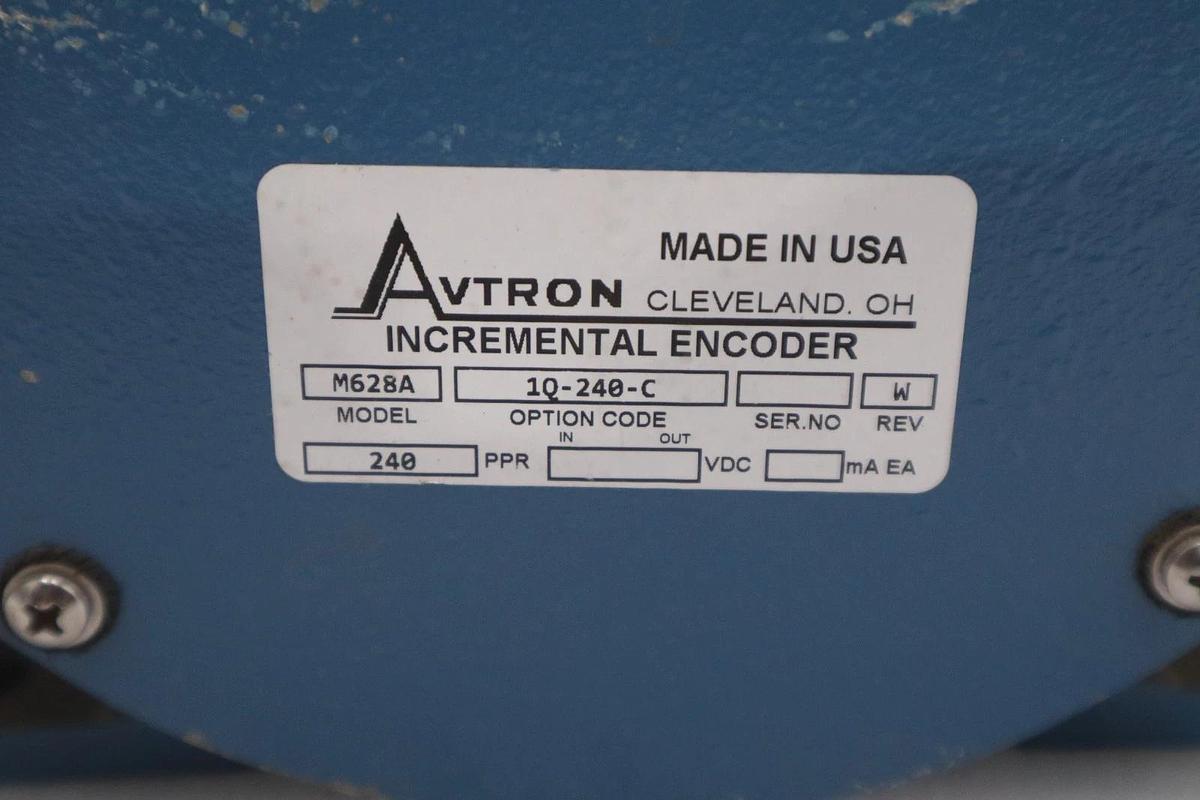 MADE IN USA
AVTRON CLEVELAND. OH
INCREMENTAL ENCODER
M628A 1Q-240-C W
MODEL OPTION CODE SER.NO REV
IN OUT
240 PPR VDC mA EA